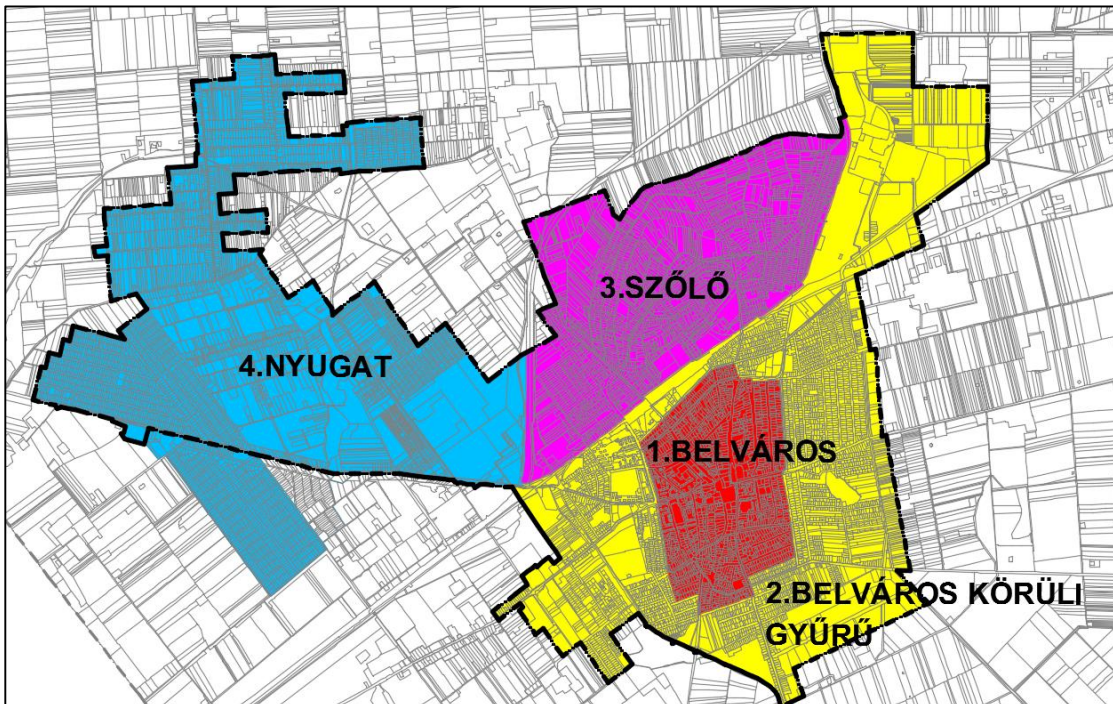 3.SZŐLŐ
4.NYUGAT
1.BELVÁROS
2.BELVÁROS KÖRÜLI
GYŰRŰ